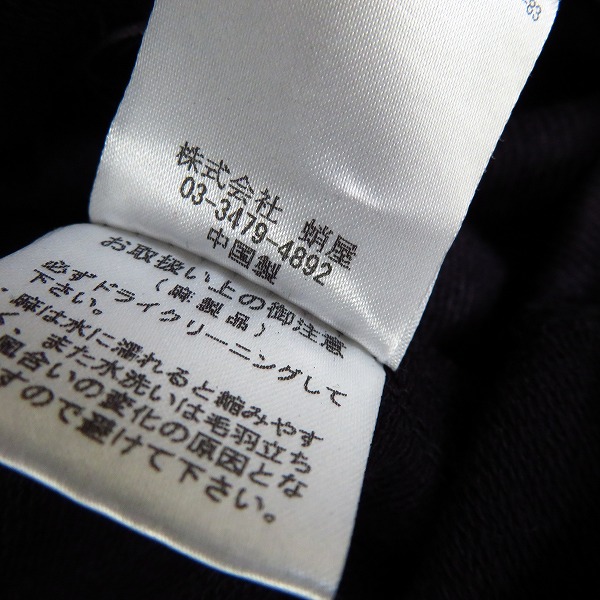 83
株式会社 蛸屋
03-3479-4892
中国製
お取扱い上の御注意
(麻製品)
必ずドライクリーニングして
下さい。
麻は水に濡れると縮みやす
く、また水洗いは毛羽立ち
風合いの変化の原因とな
すので避けて下さい。